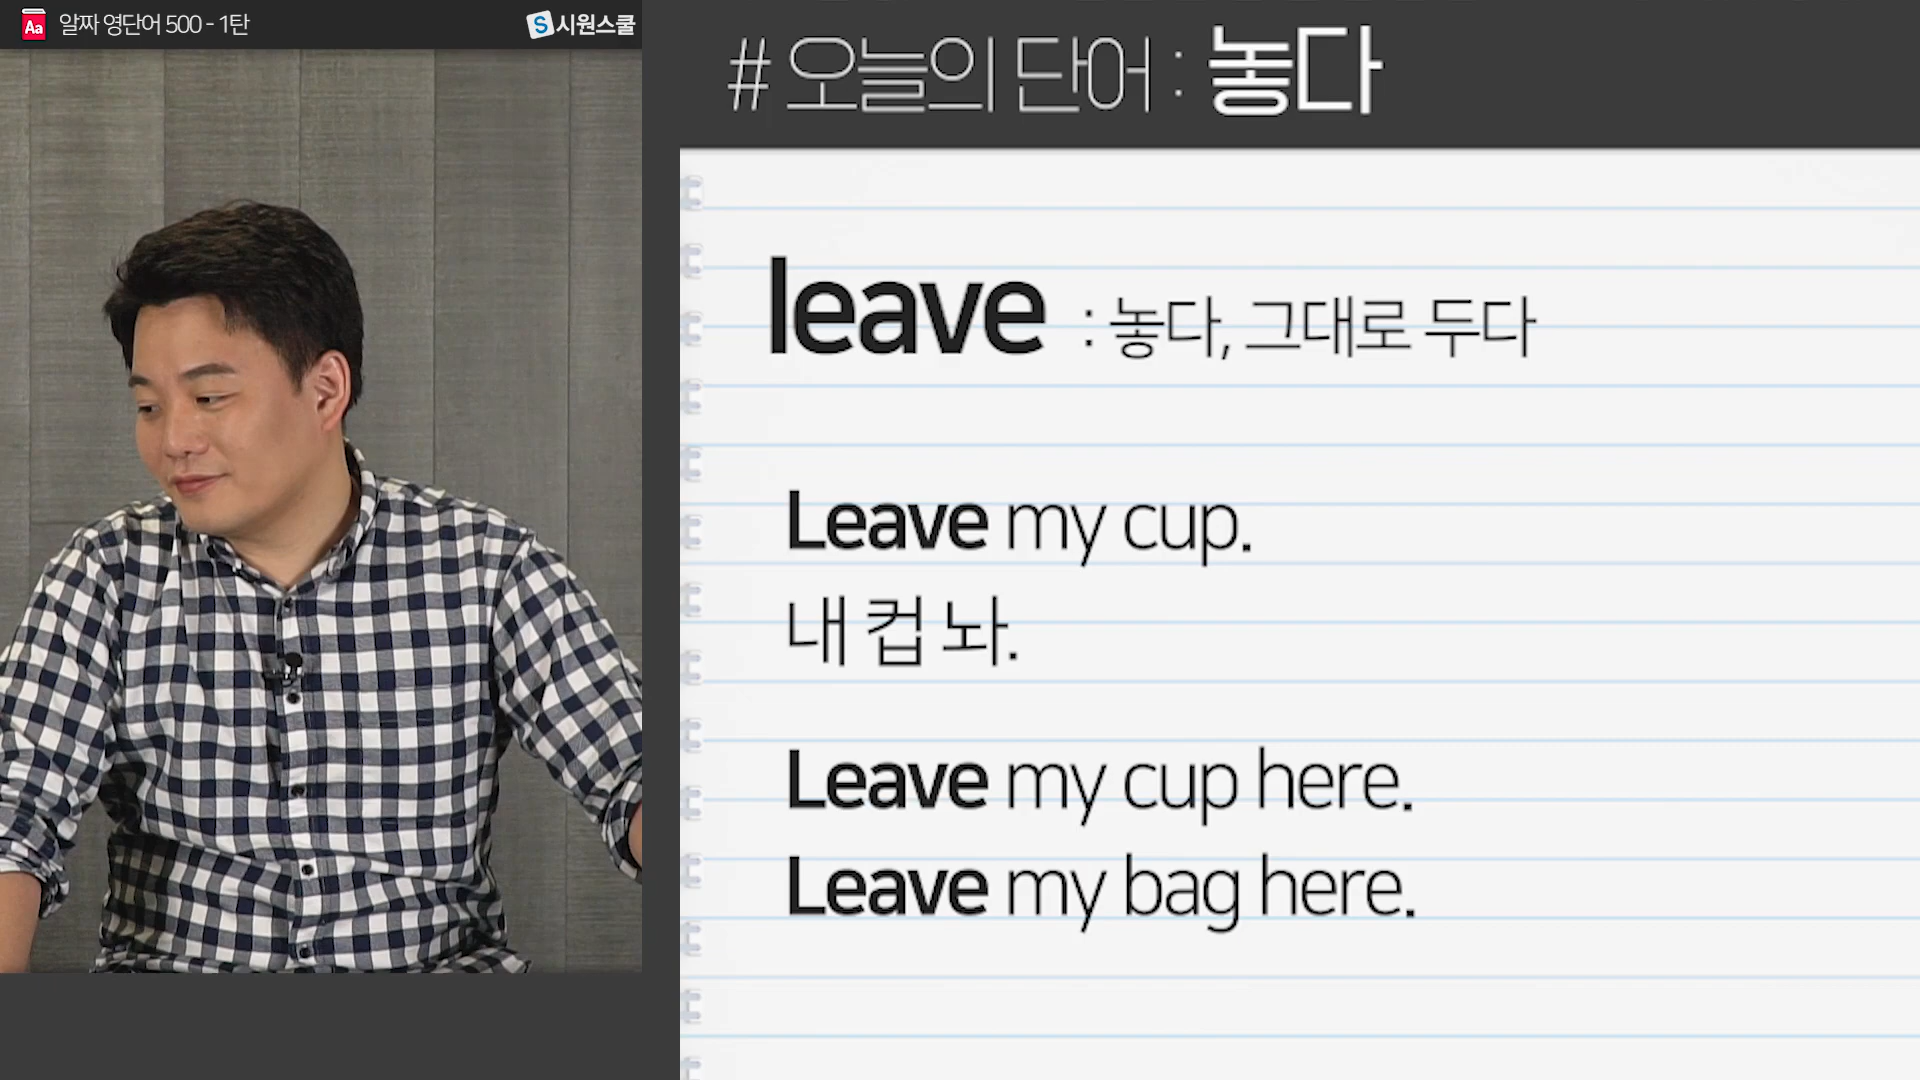 Aa 알짜 영단어 500 - 1탄
S 시원스쿨
# 오늘의 단어 : 놓다
leave : 놓다, 그대로 두다
Leave my cup.
내 컵 놔.
Leave my cup here.
Leave my bag here.